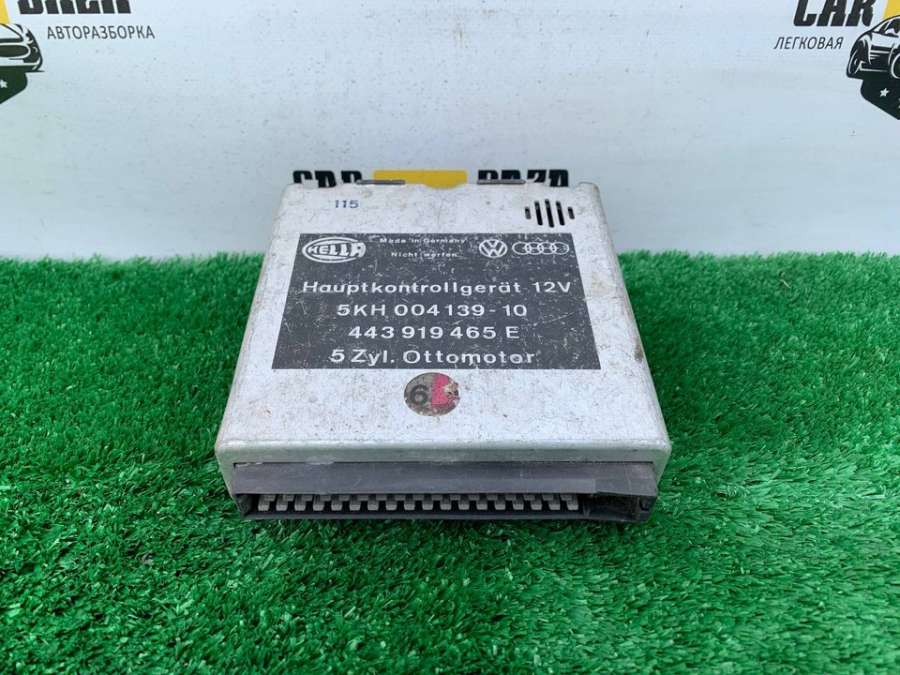 CAR
АВТОРАЗБОРКА
ЛЕГКОВАЯ
115
HELLA
Made in Germany
Nicht werfen
Hauptkontrollgerät 12V
5KH 004 139-10
443 919 465 E
5 Zyl. Ottomotor
6